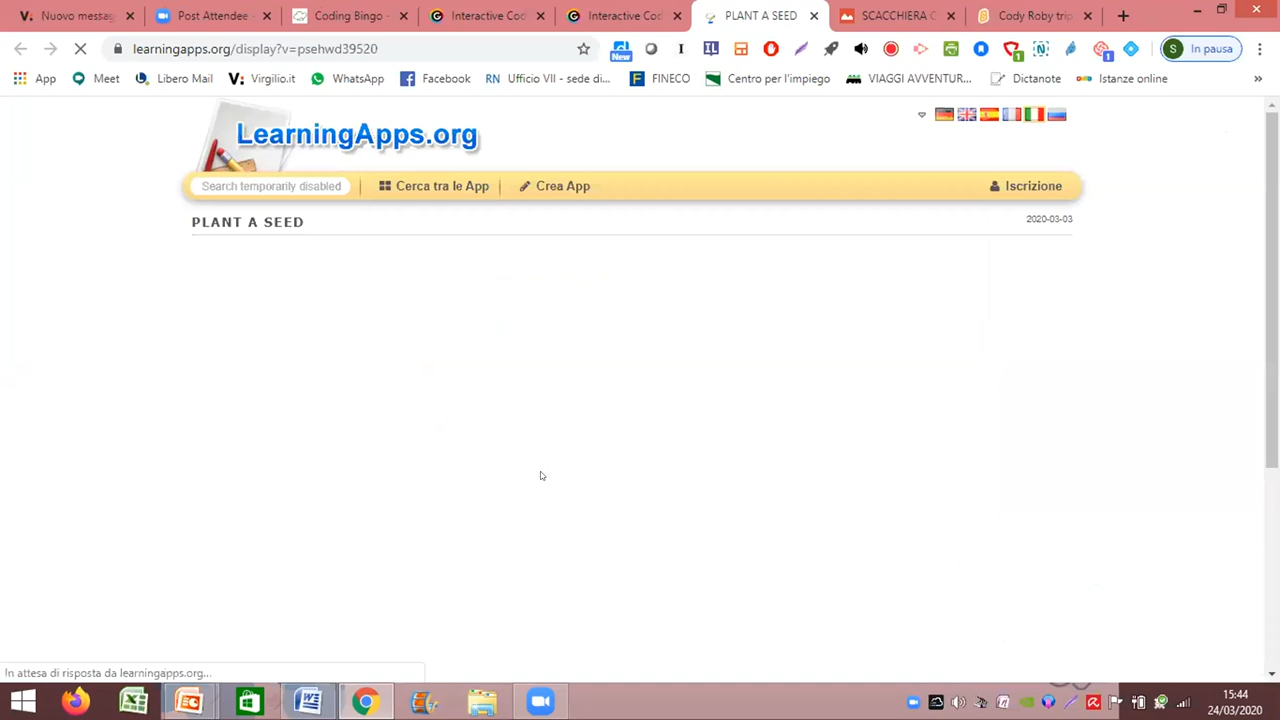 Nuovo messag
Post Attendee -
Coding Bingo -
Interactive Cod
Interactive Cod
PLANT A SEED
SCACCHIERA C
Cody Roby trip
learningapps.org/display?v=psehwd39520
New
In pausa
App
Meet
Libero Mail
Virgilio.it
WhatsApp
Facebook
Ufficio VII - sede di...
FINECO
Centro per l'impiego
VIAGGI AVVENTUR...
Dictanote
Istanze online
LearningApps.org
Search temporarily disabled
Cerca tra le App
Crea App
Iscrizione
PLANT A SEED
2020-03-03
In attesa di risposta da learningapps.org...
15:44
24/03/2020